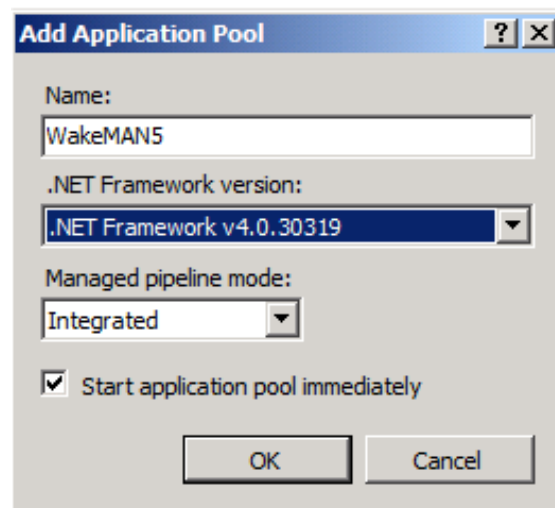 Add Application Pool
Name:
WakeMAN5
.NET Framework version:
.NET Framework v4.0.30319
Managed pipeline mode:
Integrated
Start application pool immediately
OK Cancel